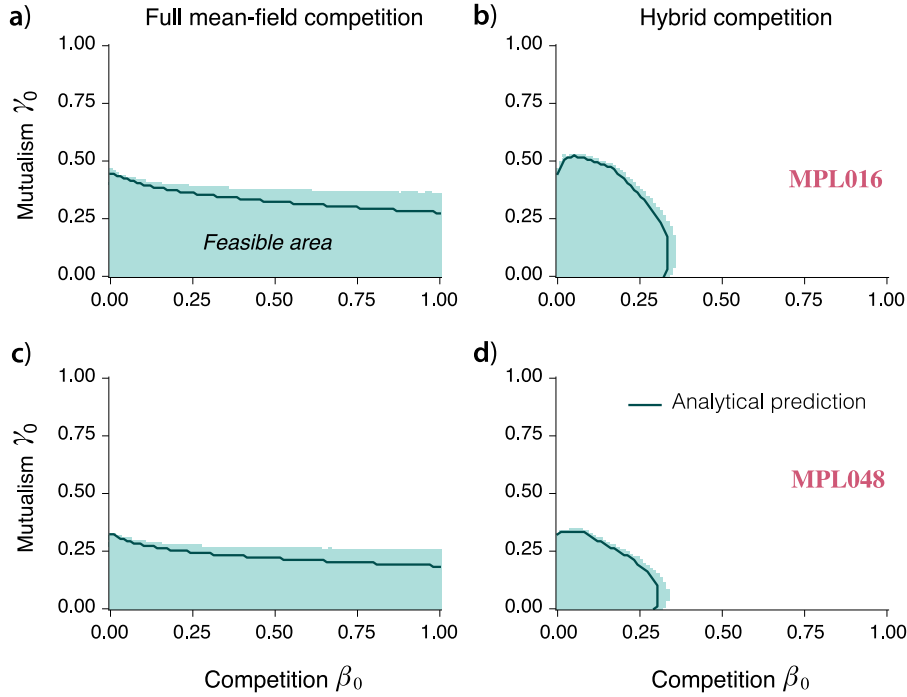 a) Full mean-field competition
b) Hybrid competition
Mutualism γ0
1.00
0.75
0.50
0.25
0.00
Feasible area
0.00 0.25 0.50 0.75 1.00
1.00
0.75
0.50
0.25
0.00
MPL016
0.00 0.25 0.50 0.75 1.00
c)
Mutualism γ0
1.00
0.75
0.50
0.25
0.00
0.00 0.25 0.50 0.75 1.00
Competition β0
d)
1.00
0.75
0.50
0.25
0.00
Analytical prediction
MPL048
0.00 0.25 0.50 0.75 1.00
Competition β0